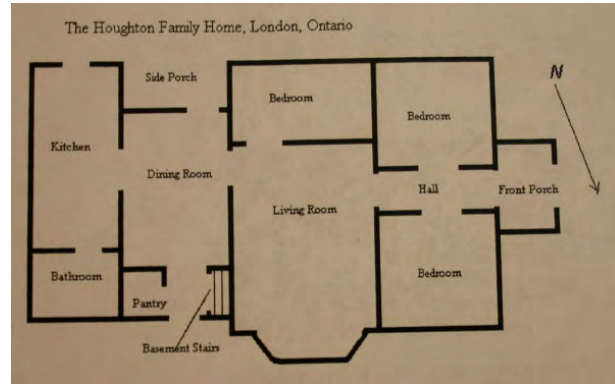 The Houghton Family Home, London, Ontario
N
Side Porch
Bedroom
Bedroom
Kitchen
Dining Room
Hall
Front Porch
Living Room
Bathroom
Pantry
Bedroom
Basement Stairs